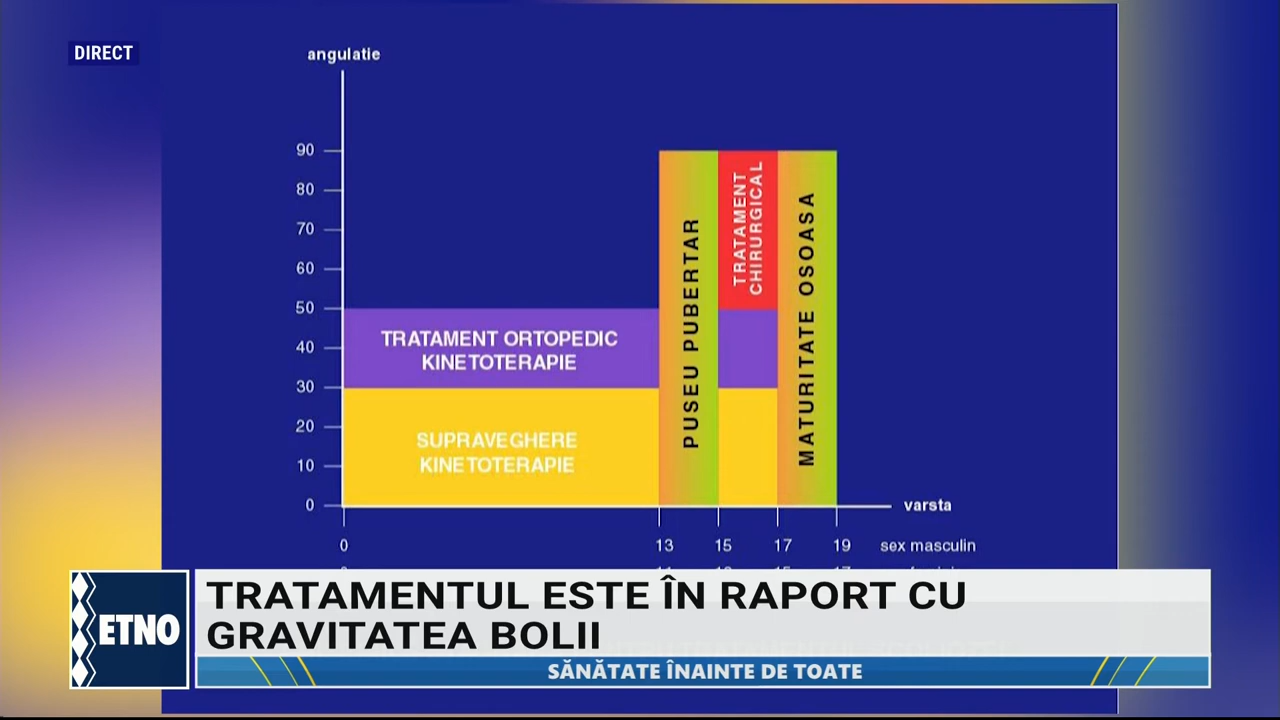 DIRECT
angulatie
90
80
70
60
50
40
30
20
10
0
TRATAMENT ORTOPEDIC
KINETOTERAPIE
SUPRAVEGHERE
KINETOTERAPIE
PUSEU PUBERTAR
TRATAMENT
CHIRURGICAL
MATURITATE OSOASA
varsta
0 13 15 17 19 sex masculin
ETNO
TRATAMENTUL ESTE ÎN RAPORT CU
GRAVITATEA BOLII
SĂNĂTATE ÎNAINTE DE TOATE